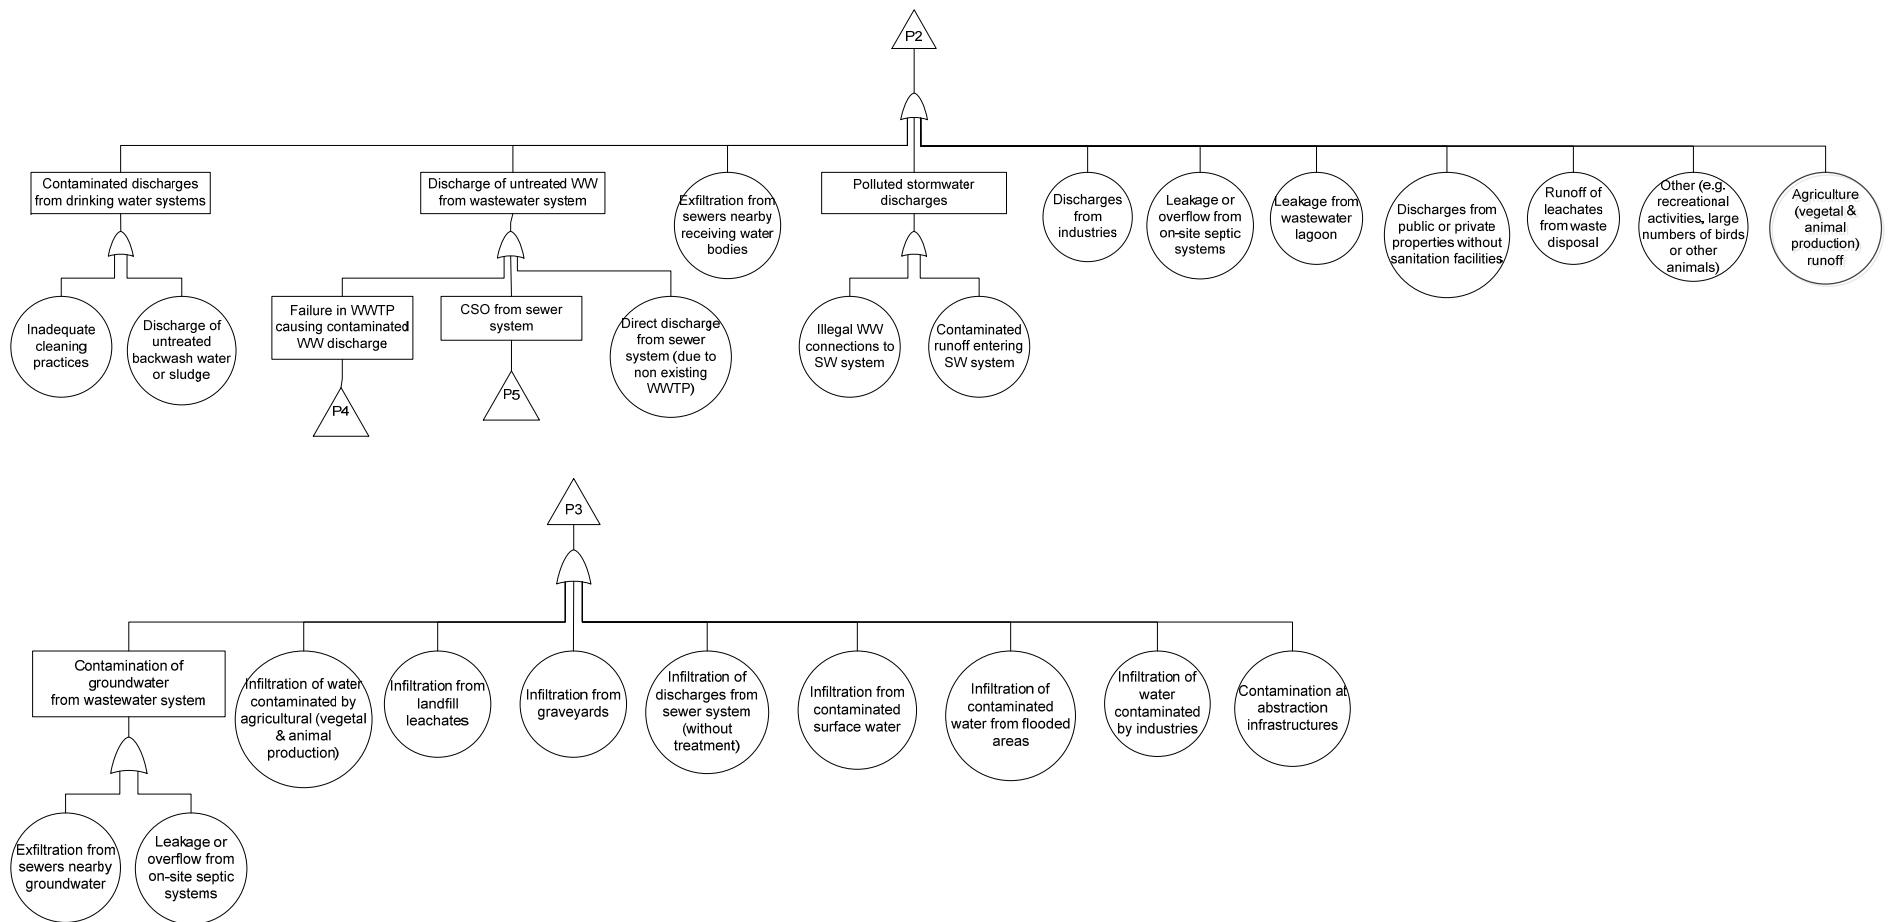 P2
Contaminated discharges
from drinking water systems
Discharge of untreated WW
from wastewater system
Exfiltration from
sewers nearby
receiving water
bodies
Polluted stormwater
discharges
Discharges
from
industries
Leakage or
overflow from
on-site septic
systems
Leakage from
wastewater
lagoon
Discharges from
public or private
properties without
sanitation facilities
Runoff of
leachates
from waste
disposal
Other (e.g.
recreational
activities, large
numbers of birds
or other
animals)
Agriculture
(vegetal &
animal
production)
runoff
Inadequate
cleaning
practices
Discharge of
untreated
backwash water
or sludge
Failure in WWTP
causing contaminated
WW discharge
CSO from sewer
system
Direct discharge
from sewer
system (due to
non existing
WWTP)
Illegal WW
connections to
SW system
Contaminated
runoff entering
SW system
P4
P5
P3
Contamination of
groundwater
from wastewater system
Infiltration of water
contaminated by
agricultural (vegetal
& animal
production)
Infiltration from
landfill
leachates
Infiltration from
graveyards
Infiltration of
discharges from
sewer system
(without
treatment)
Infiltration from
contaminated
surface water
Infiltration of
contaminated
water from flooded
areas
Infiltration of
water
contaminated
by industries
Contamination at
abstraction
infrastructures
Exfiltration from
sewers nearby
groundwater
Leakage or
overflow from
on-site septic
systems